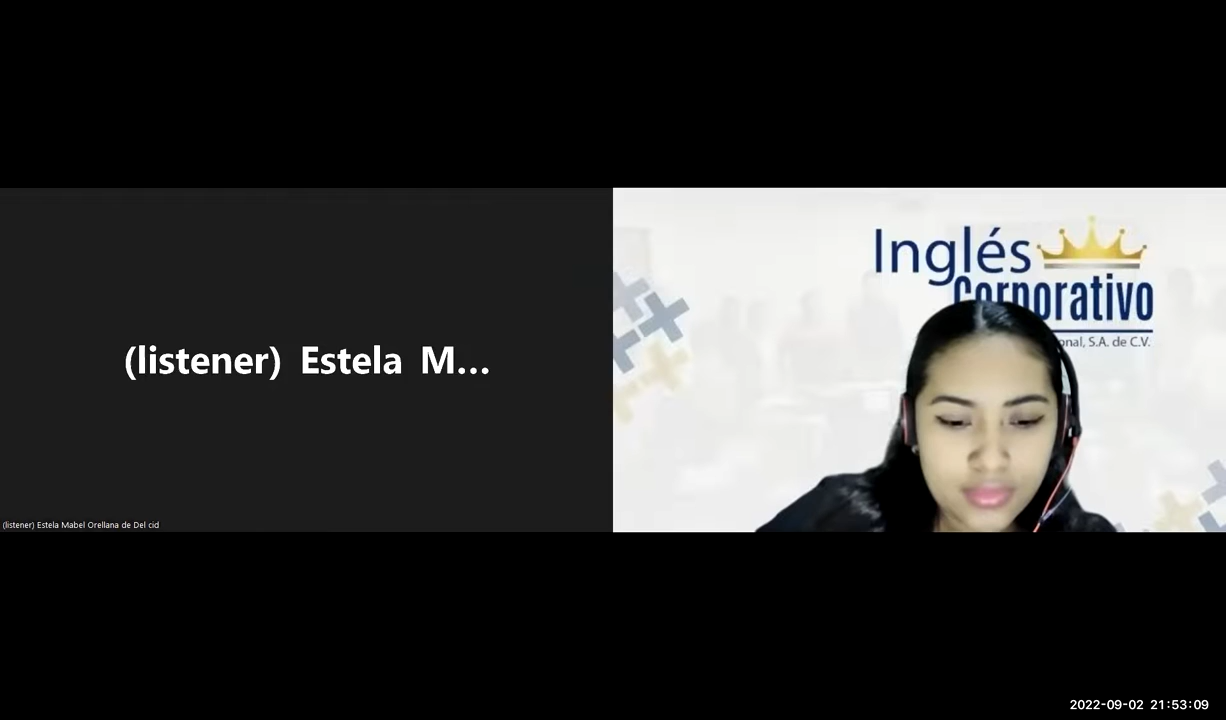 (listener) Estela M...
(listener) Estela Mabel Orellana de Del cid
Inglés
Corporativo
onal, S.A. de C.V.
2022-09-02 21:53:09